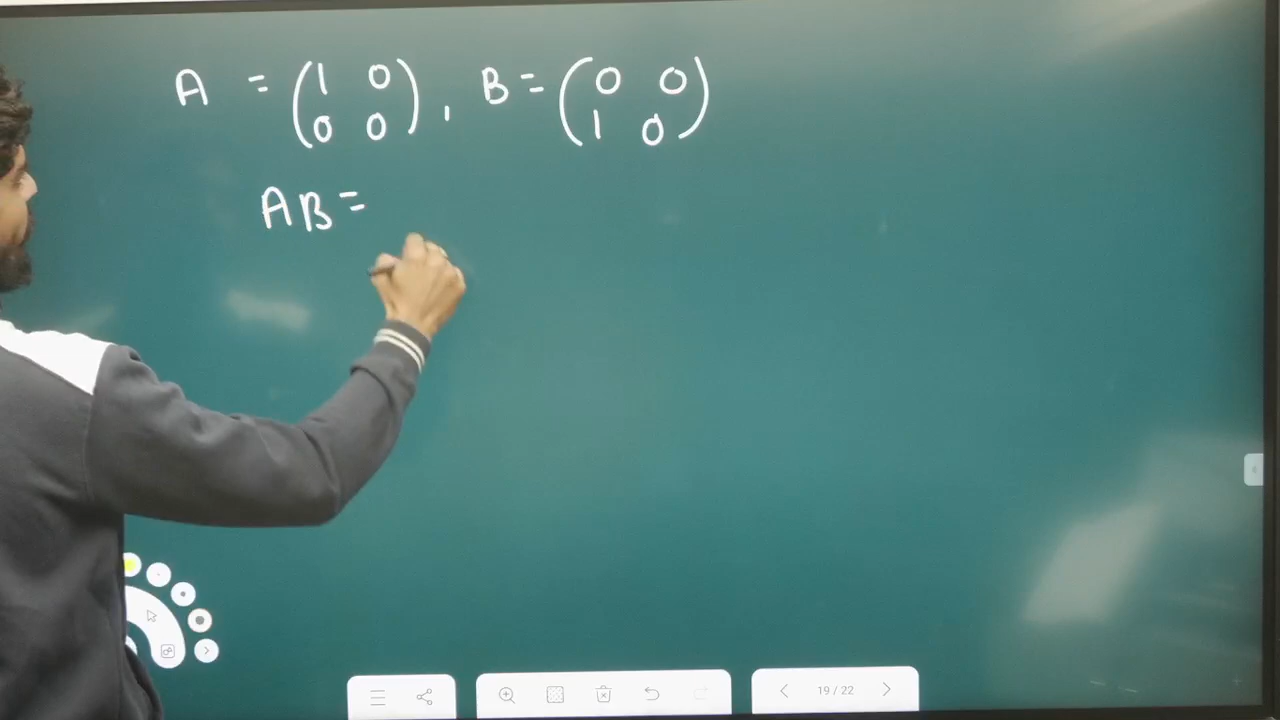 A = (1 0 0 0), B = (0 0 1 0)
AB =
19 / 22